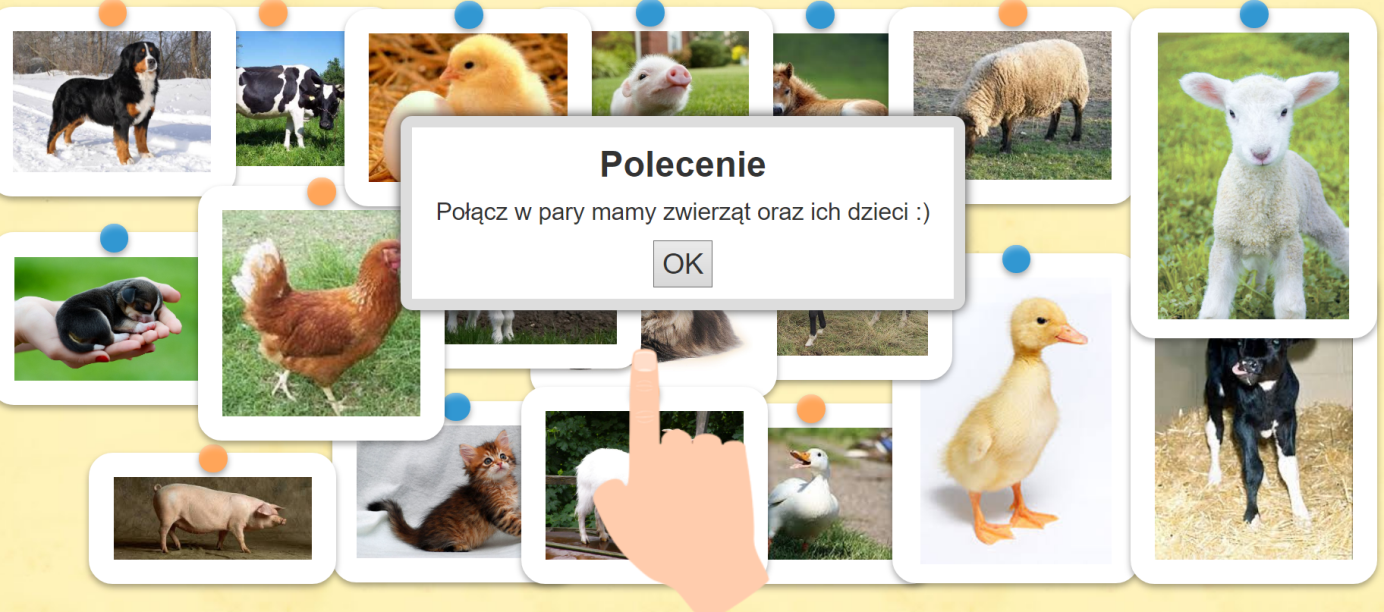 Polecenie
Połącz w pary mamy zwierząt oraz ich dzieci :)
OK